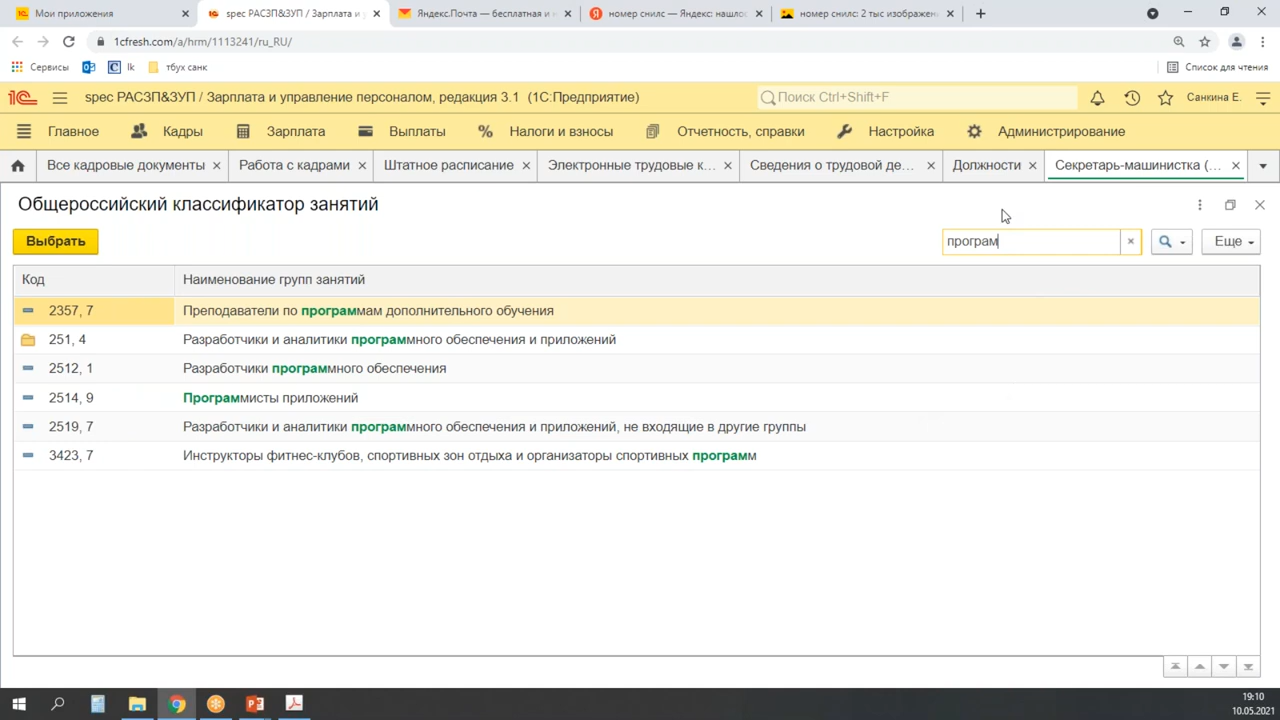 Мои приложения
spec РАСЗП&ЗУП / Зарплата и у
Яндекс.Почта — бесплатная и н
номер снилс — Яндекс: нашлос
номер снилс: 2 тыс изображен
1cfresh.com/a/hrm/1113241/ru_RU/
Сервисы
lk
тбух санк
Список для чтения
spec РАСЗП&ЗУП / Зарплата и управление персоналом, редакция 3.1 (1С:Предприятие)
Поиск Ctrl+Shift+F
Санкина Е.
Главное
Кадры
Зарплата
Выплаты
Налоги и взносы
Отчетность, справки
Настройка
Администрирование
Все кадровые документы
Работа с кадрами
Штатное расписание
Электронные трудовые к...
Сведения о трудовой де...
Должности
Секретарь-машинистка (...
Общероссийский классификатор занятий
Выбрать
програм
Еще
Код
Наименование групп занятий
2357, 7 Преподаватели по программам дополнительного обучения
251, 4 Разработчики и аналитики программного обеспечения и приложений
2512, 1 Разработчики программного обеспечения
2514, 9 Программисты приложений
2519, 7 Разработчики и аналитики программного обеспечения и приложений, не входящие в другие группы
3423, 7 Инструкторы фитнес-клубов, спортивных зон отдыха и организаторы спортивных программ
19:10
10.05.2021